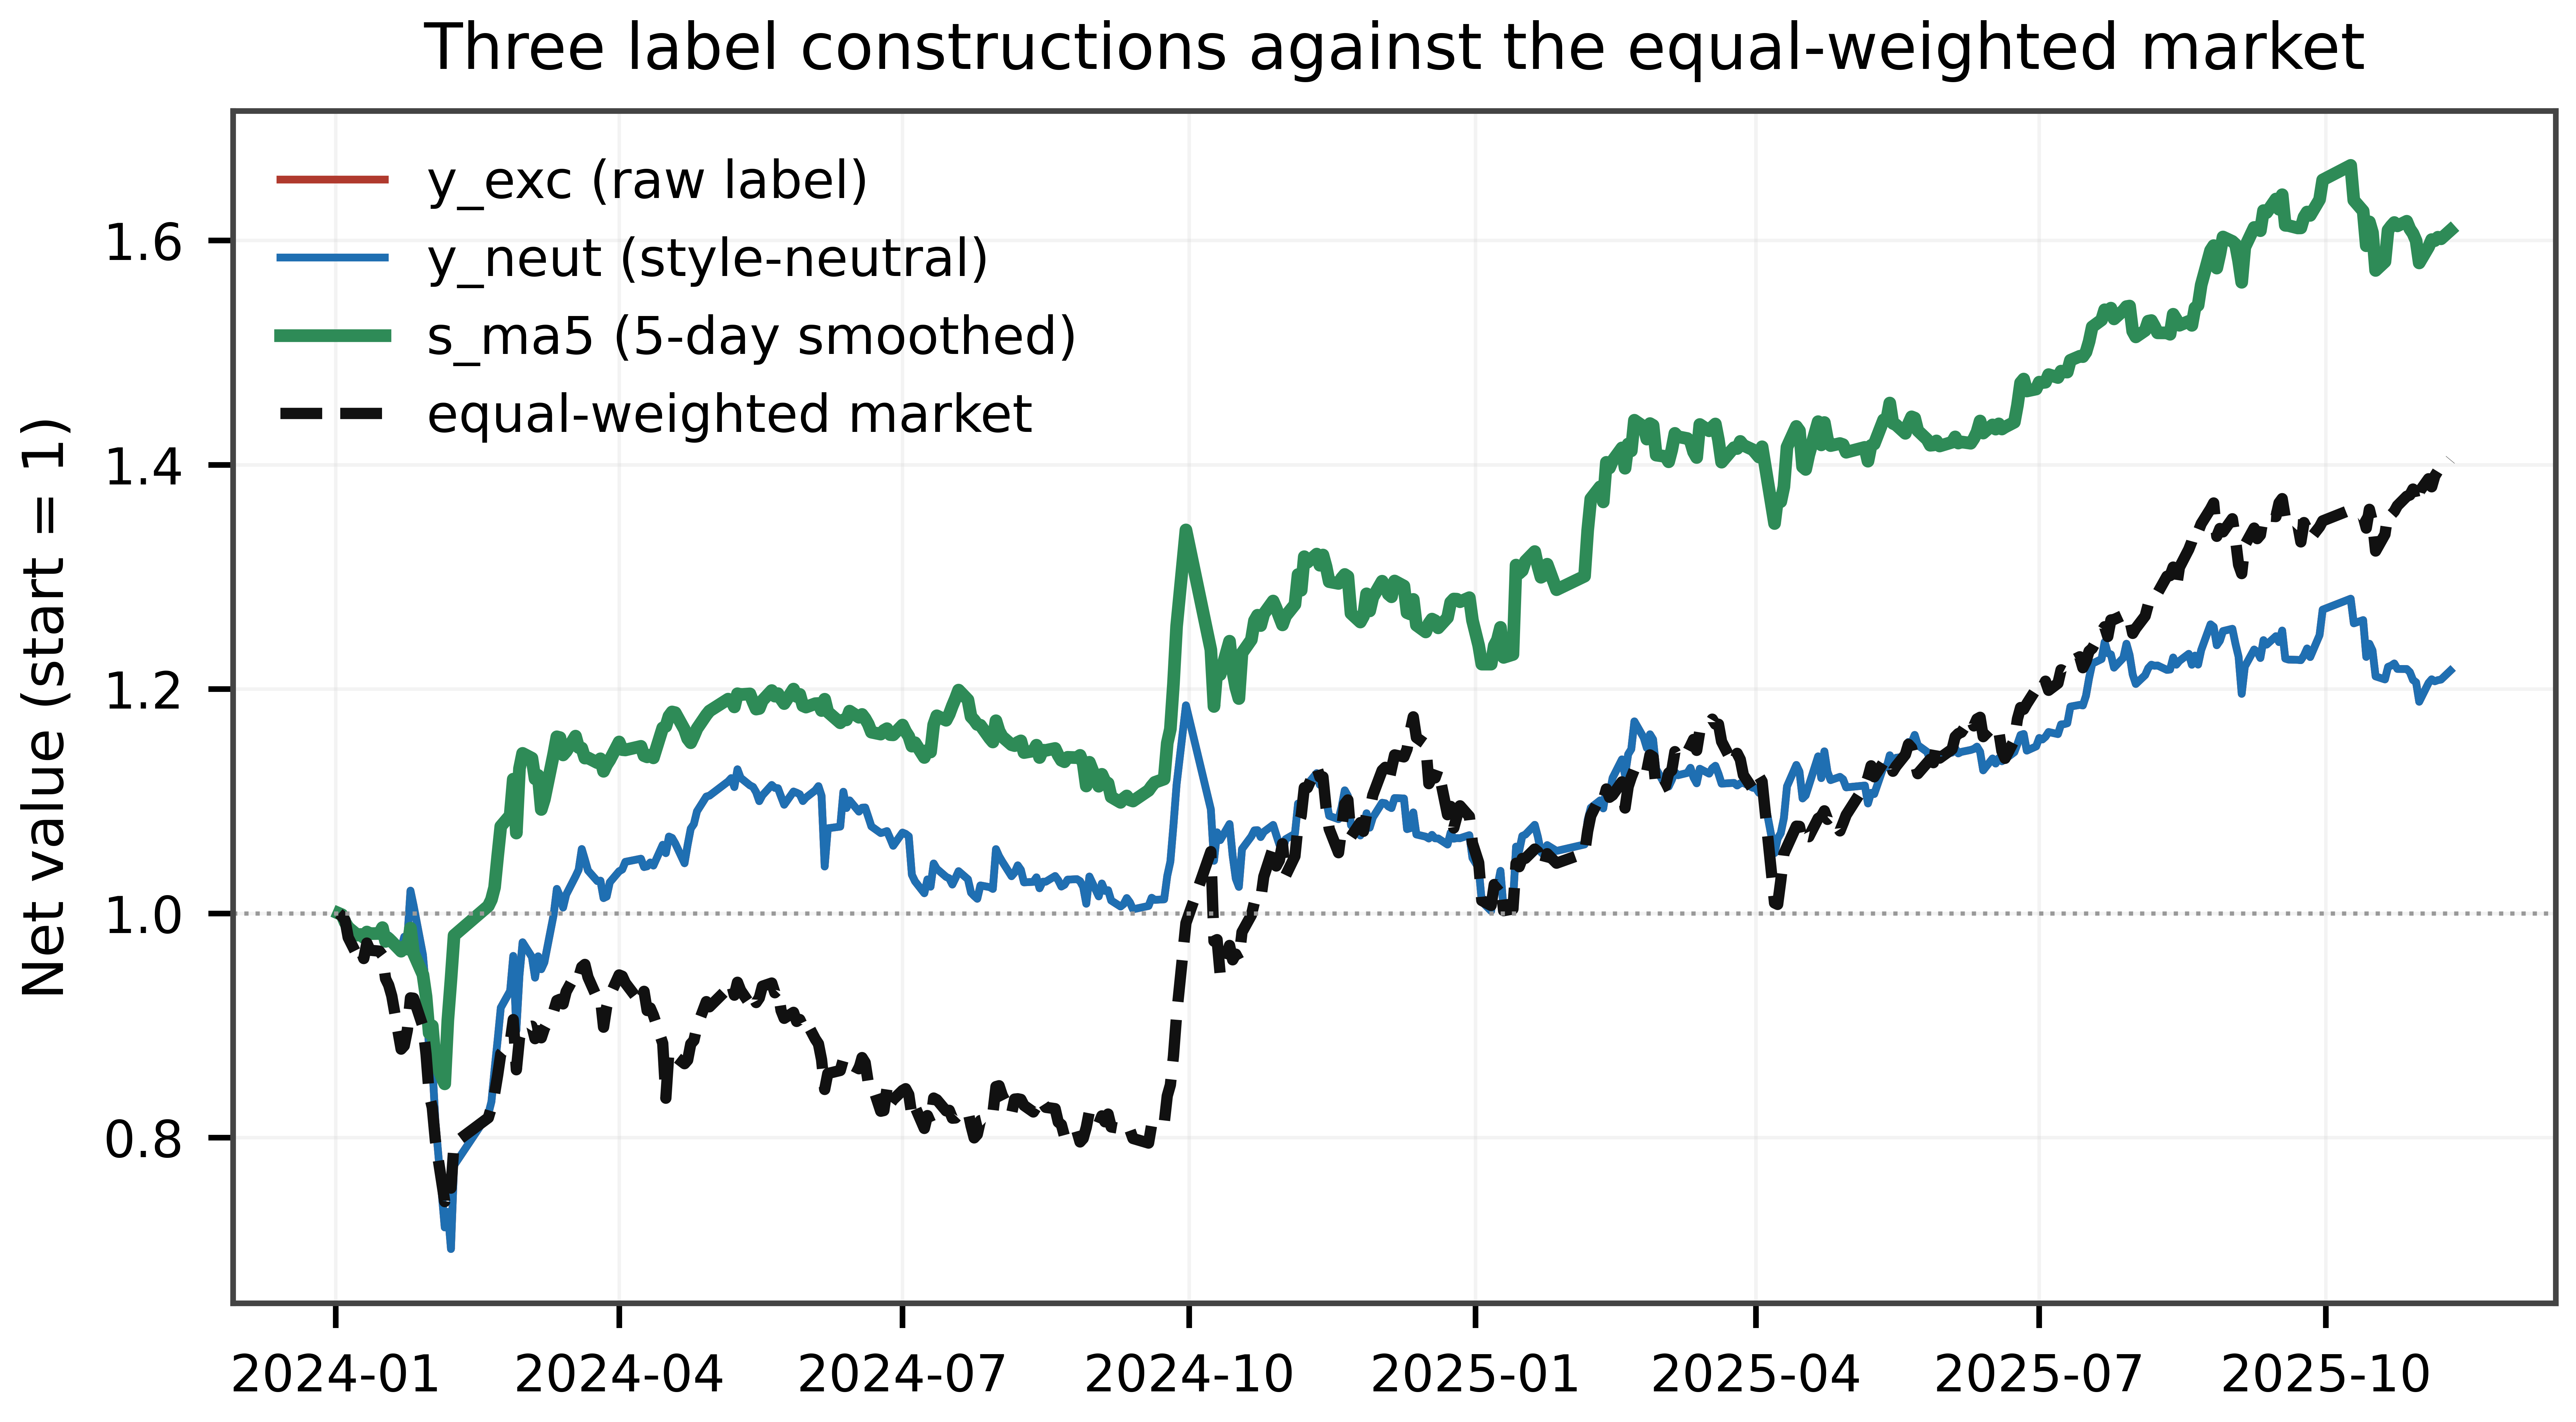 Three label constructions against the equal-weighted market
y_exc (raw label)
y_neut (style-neutral)
s_ma5 (5-day smoothed)
equal-weighted market
Net value (start = 1)
1.6
1.4
1.2
1.0
0.8
2024-01 2024-04 2024-07 2024-10 2025-01 2025-04 2025-07 2025-10